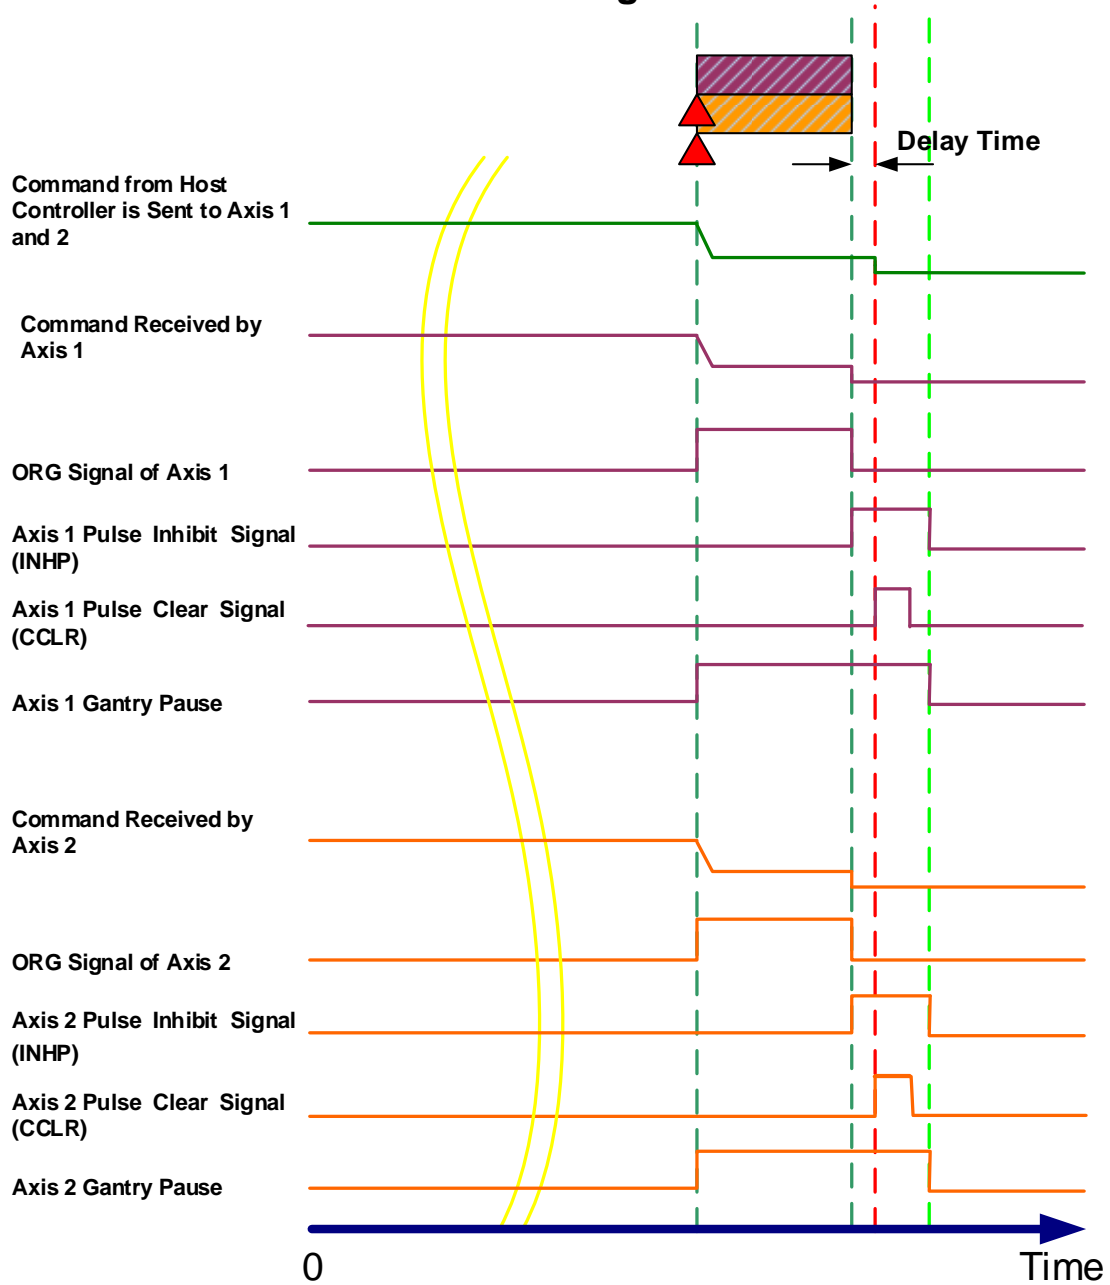 Delay Time
Command from Host
Controller is Sent to Axis 1
and 2
Command Received by
Axis 1
ORG Signal of Axis 1
Axis 1 Pulse Inhibit Signal
(INHP)
Axis 1 Pulse Clear Signal
(CCLR)
Axis 1 Gantry Pause
Command Received by
Axis 2
ORG Signal of Axis 2
Axis 2 Pulse Inhibit Signal
(INHP)
Axis 2 Pulse Clear Signal
(CCLR)
Axis 2 Gantry Pause
0
Time